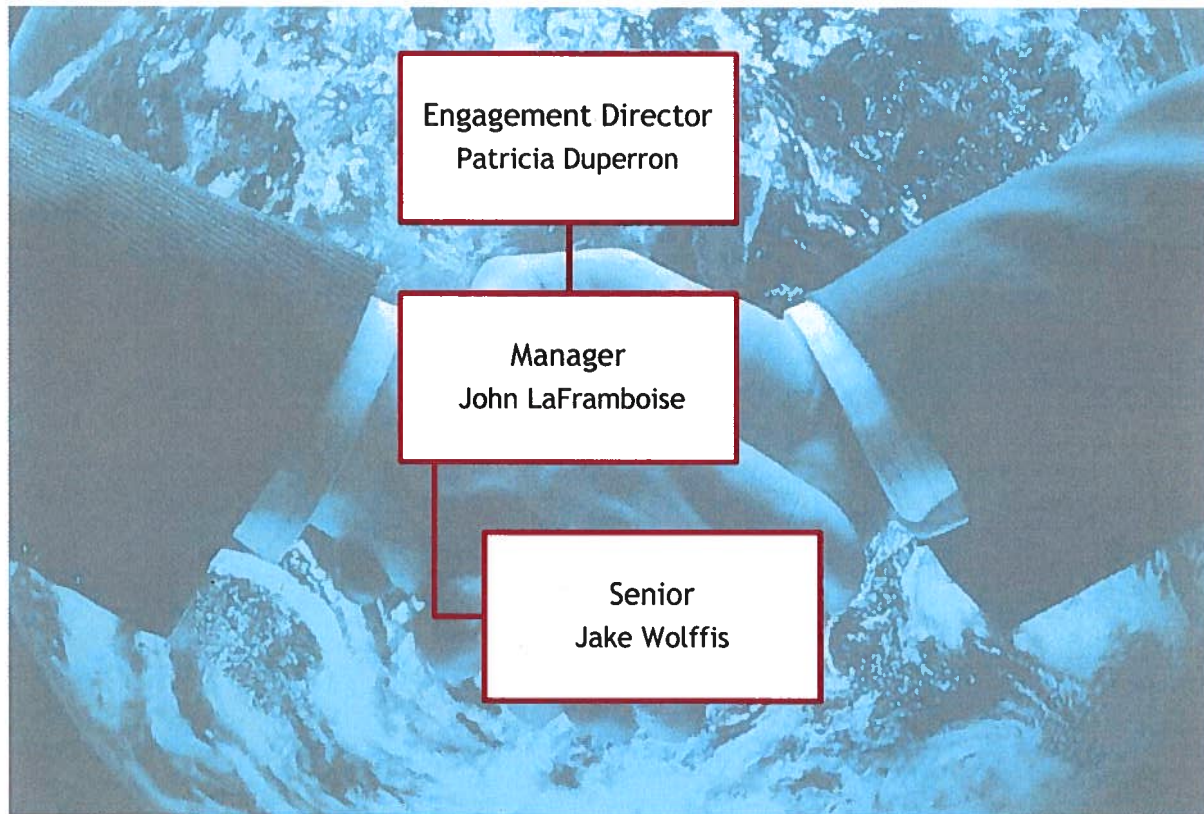 Engagement Director
Patricia Duperron
Manager
John LaFramboise
Senior
Jake Wolffis